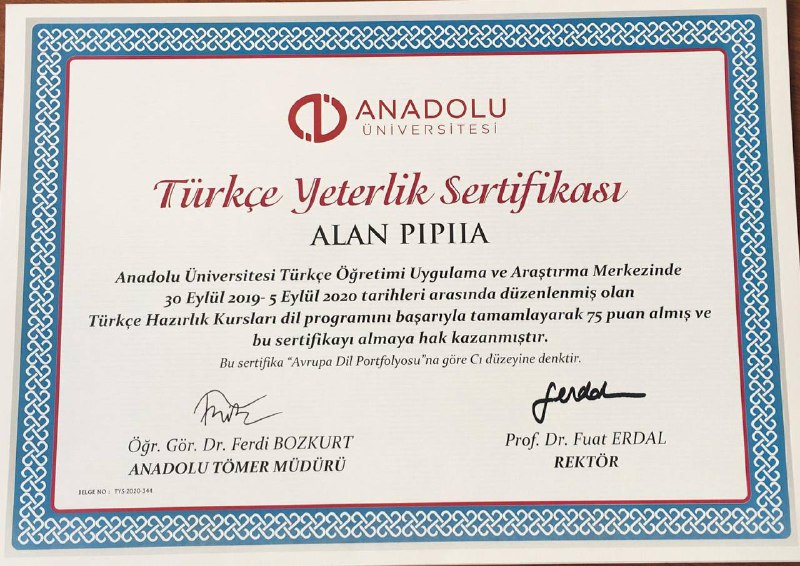 ANADOLU
ÜNİVERSİTESİ
Türkçe Yeterlik Sertifikası
ALAN PIPIIA
Anadolu Üniversitesi Türkçe Öğretimi Uygulama ve Araştırma Merkezinde
30 Eylül 2019- 5 Eylül 2020 tarihleri arasında düzenlenmiş olan
Türkçe Hazırlık Kursları dil programını başarıyla tamamlayarak 75 puan almış ve
bu sertifikayı almaya hak kazanmıştır.
Bu sertifika “Avrupa Dil Portfolyosu”na göre C1 düzeyine denktir.
Öğr. Gör. Dr. Ferdi BOZKURT
ANADOLU TÖMER MÜDÜRÜ
Prof. Dr. Fuat ERDAL
REKTÖR
BELGE NO : TYS-2020-344